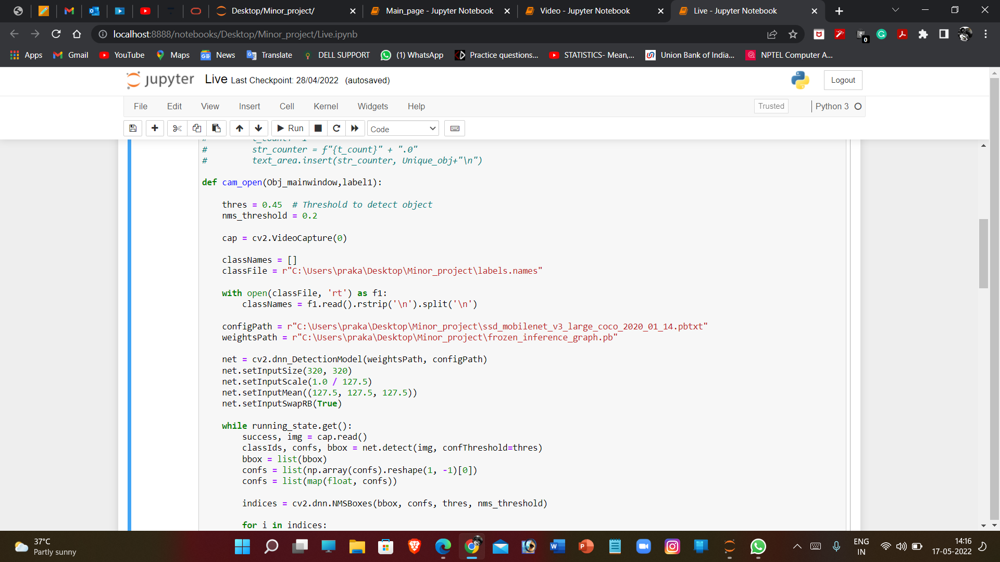 Desktop/Minor_project/
Main_page - Jupyter Notebook
Video - Jupyter Notebook
Live - Jupyter Notebook
localhost:8888/notebooks/Desktop/Minor_project/Live.ipynb
0
Apps
Gmail
YouTube
Maps
News
Translate
DELL SUPPORT
(1) WhatsApp
Practice questions...
STATISTICS- Mean,...
Union Bank of India...
NPTEL Computer A...
jupyter Live Last Checkpoint: 28/04/2022 (autosaved)
Logout
File Edit View Insert Cell Kernel Widgets Help
Trusted
Python 3
Run
Code
#         t_count+=1
#         str_counter = f"{t_count}" + ".0"
#         text_area.insert(str_counter, Unique_obj+"\n")
def cam_open(Obj_mainwindow,label1):
    thres = 0.45  # Threshold to detect object
    nms_threshold = 0.2
    cap = cv2.VideoCapture(0)
    classNames = []
    classFile = r"C:\Users\praka\Desktop\Minor_project\labels.names"
    with open(classFile, 'rt') as f1:
        classNames = f1.read().rstrip('\n').split('\n')
    configPath = r"C:\Users\praka\Desktop\Minor_project\ssd_mobilenet_v3_large_coco_2020_01_14.pbtxt"
    weightsPath = r"C:\Users\praka\Desktop\Minor_project\frozen_inference_graph.pb"
    net = cv2.dnn_DetectionModel(weightsPath, configPath)
    net.setInputSize(320, 320)
    net.setInputScale(1.0 / 127.5)
    net.setInputMean((127.5, 127.5, 127.5))
    net.setInputSwapRB(True)
    while running_state.get():
        success, img = cap.read()
        classIds, confs, bbox = net.detect(img, confThreshold=thres)
        bbox = list(bbox)
        confs = list(np.array(confs).reshape(1, -1)[0])
        confs = list(map(float, confs))
        indices = cv2.dnn.NMSBoxes(bbox, confs, thres, nms_threshold)
        for i in indices:
37°C
Partly sunny
ENG
IN
14:16
17-05-2022